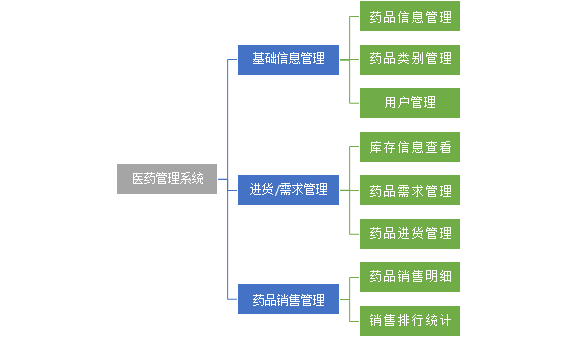 医药管理系统
基础信息管理
药品信息管理
药品类别管理
用户管理
进货/需求管理
库存信息查看
药品需求管理
药品进货管理
药品销售管理
药品销售明细
销售排行统计